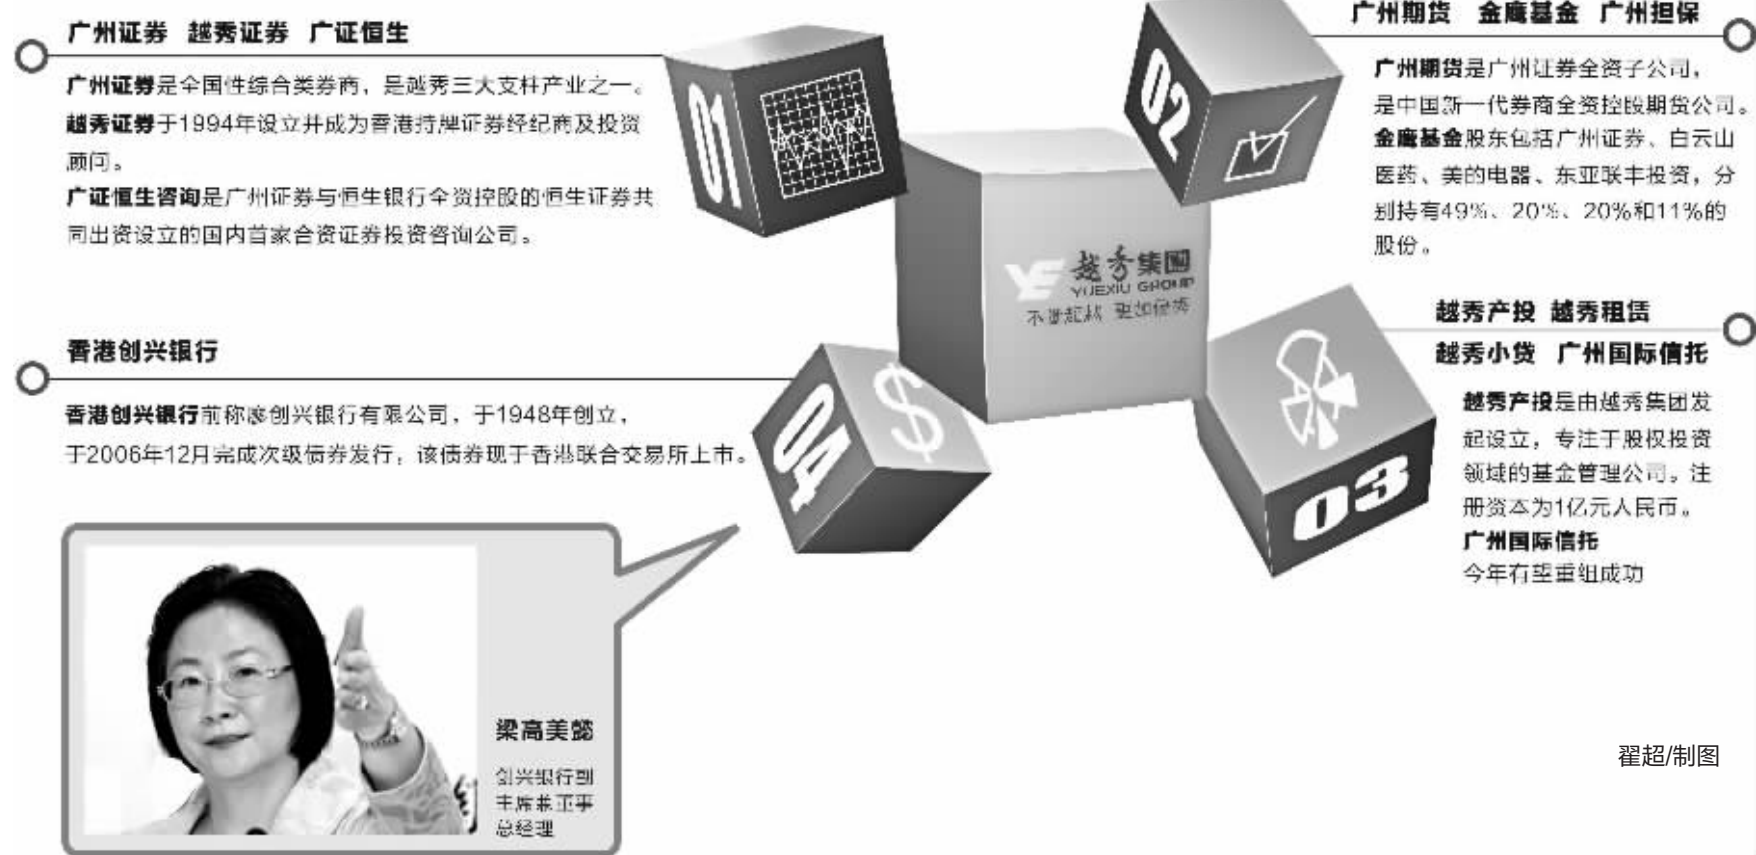 广州证券 越秀证券 广证恒生
广州证券是全国性综合类券商，是越秀三大支柱产业之一。
越秀证券于1994年设立并成为香港持牌证券经纪商及投资
顾问。
广证恒生咨询是广州证券与恒生银行全资控股的恒生证券共
同出资设立的国内首家合资证券投资咨询公司。
01
02
广州期货 金鹰基金 广州担保
广州期货是广州证券全资子公司，
是中国新一代券商全资控股期货公司。
金鹰基金股东包括广州证券、白云山
医药、美的电器、东亚联丰投资，分
别持有49%、20%、20%和11%的
股份。
YE 越秀集团
YUEXIU GROUP
不断超越 更加优秀
香港创兴银行
香港创兴银行前称廖创兴银行有限公司，于1948年创立，
于2006年12月完成次级债券发行，该债券现于香港联合交易所上市。
04
$
03
越秀产投 越秀租赁
越秀小贷 广州国际信托
越秀产投是由越秀集团发
起设立，专注于股权投资
领域的基金管理公司。注
册资本为1亿元人民币。
广州国际信托
今年有望重组成功
梁高美懿
创兴银行副
主席兼董事
总经理
翟超/制图